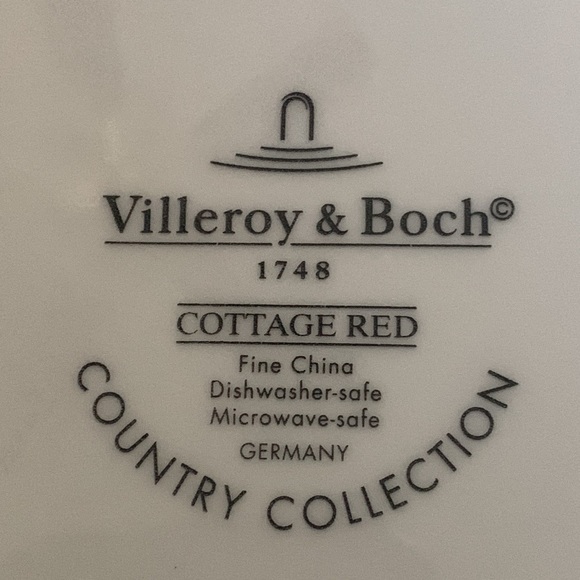 Villeroy & Boch©
1748
COTTAGE RED
Fine China
Dishwasher-safe
Microwave-safe
GERMANY
COUNTRY COLLECTION